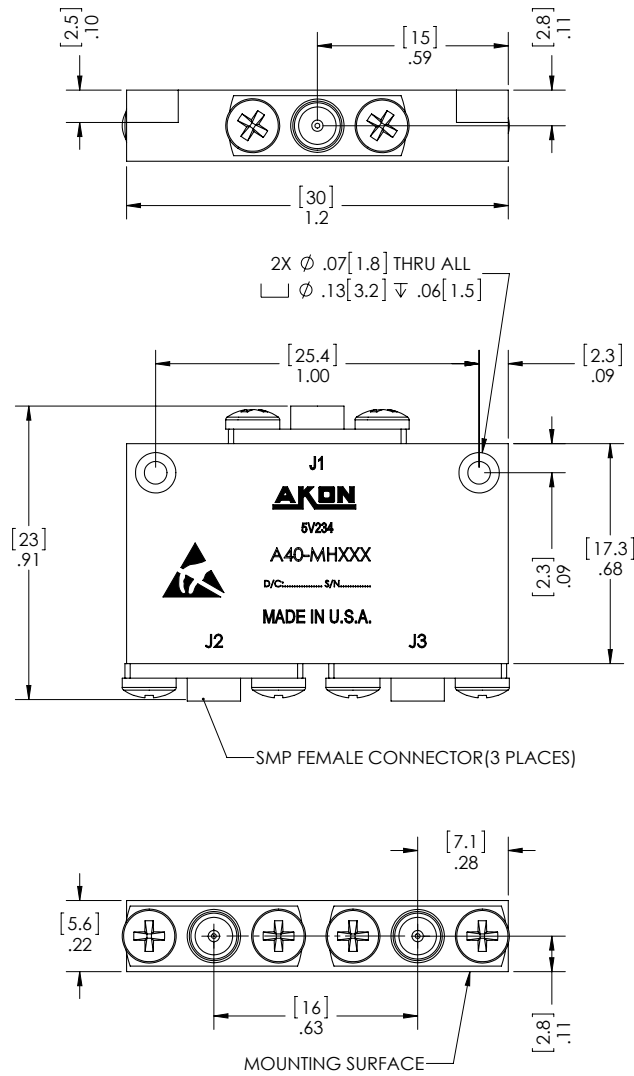 [2.5]
.10
[15]
.59
[2.8]
.11
[30]
1.2
2X Ø .07[1.8] THRU ALL
⌴ Ø .13[3.2] ↧ .06[1.5]
[25.4]
1.00
[2.3]
.09
J1
AKON
5V234
A40-MHXXX
D/C:.............. S/N...........
MADE IN U.S.A.
J2
J3
[23]
.91
[2.3]
.09
[17.3]
.68
SMP FEMALE CONNECTOR(3 PLACES)
[7.1]
.28
[5.6]
.22
[16]
.63
[2.8]
.11
MOUNTING SURFACE